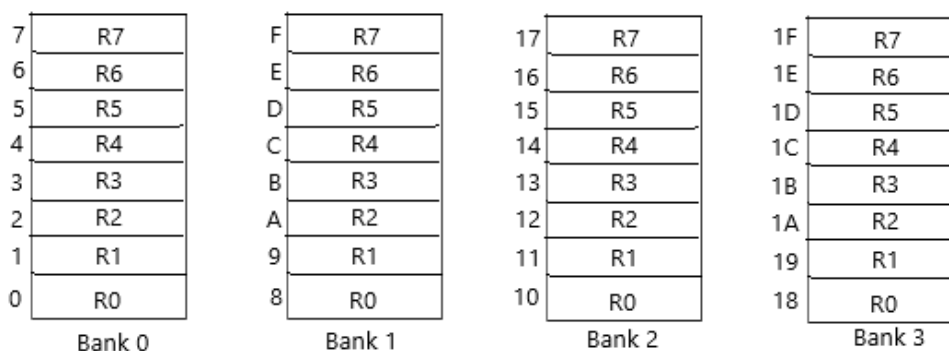 7 R7 F R7 17 R7 1F R7
6 R6 E R6 16 R6 1E R6
5 R5 D R5 15 R5 1D R5
4 R4 C R4 14 R4 1C R4
3 R3 B R3 13 R3 1B R3
2 R2 A R2 12 R2 1A R2
1 R1 9 R1 11 R1 19 R1
0 R0 8 R0 10 R0 18 R0
Bank 0 Bank 1 Bank 2 Bank 3